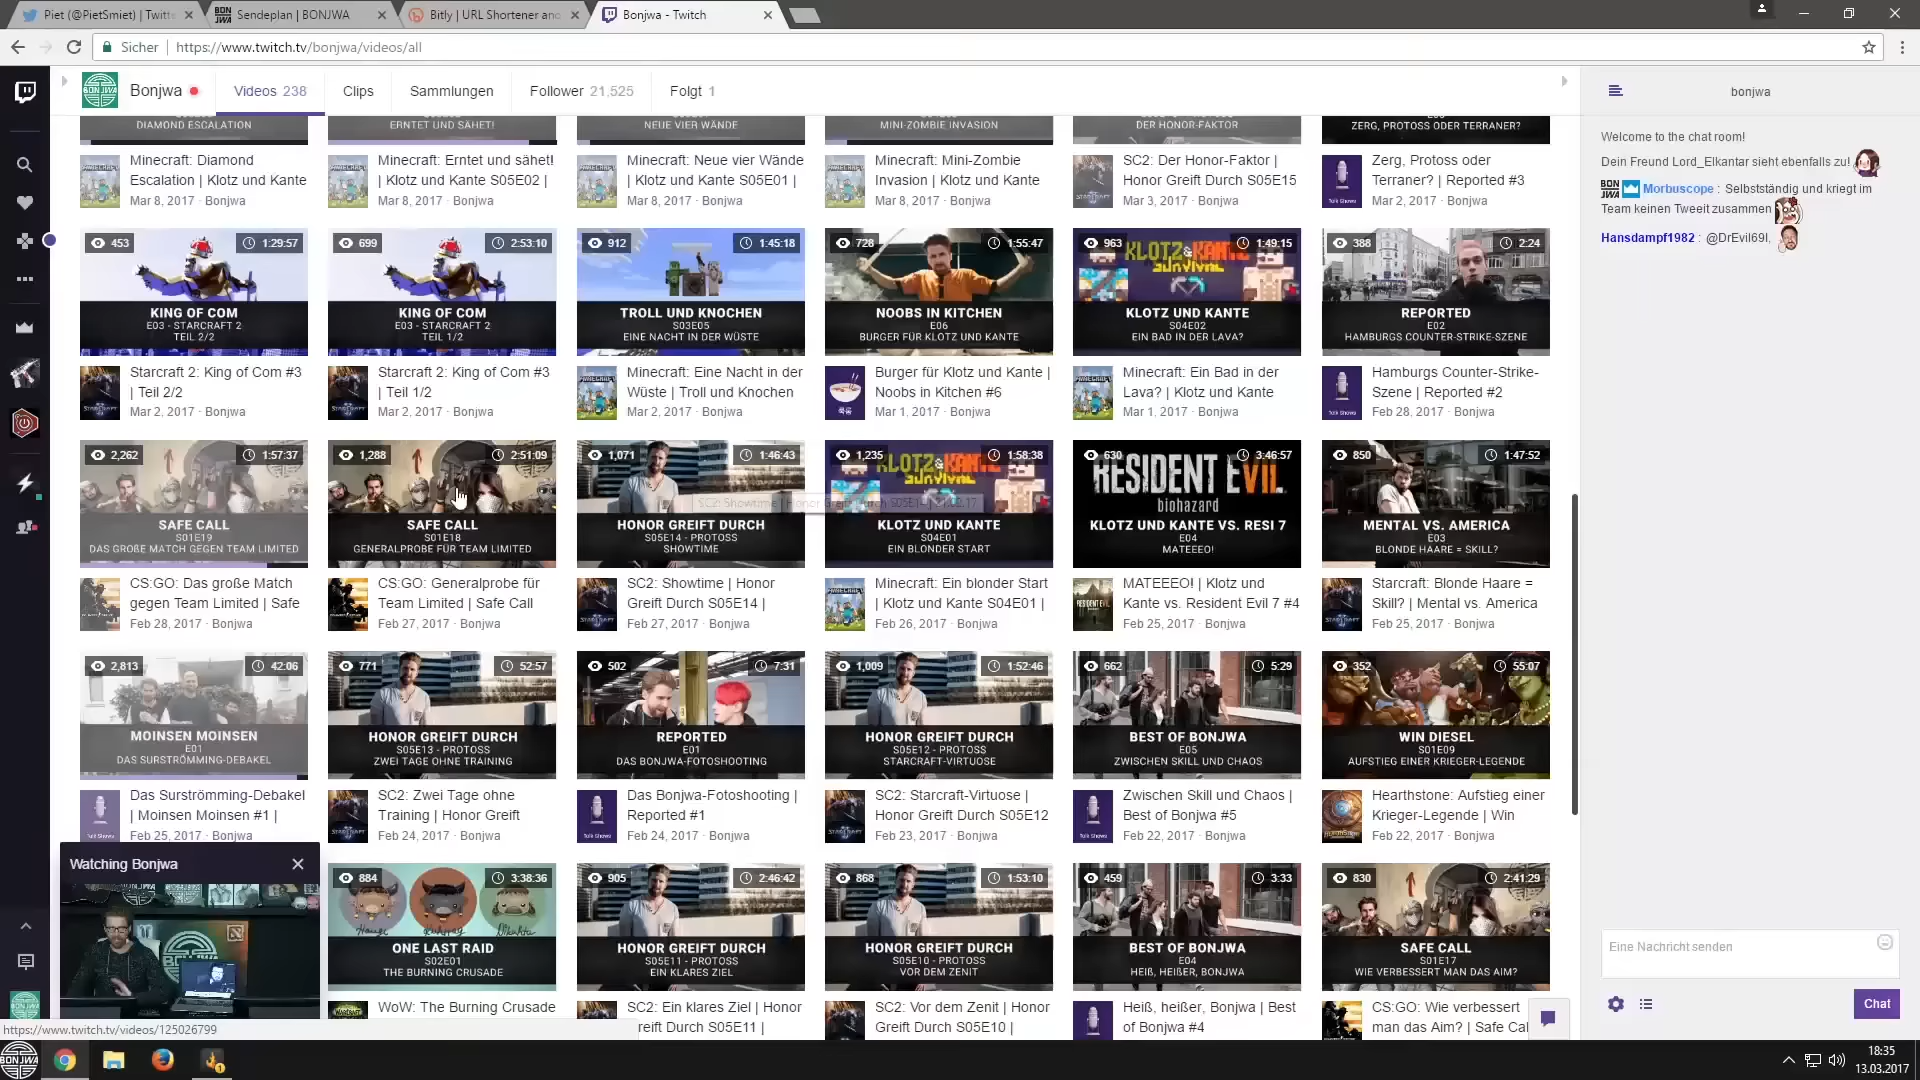 Piet (@PietSmiet) | Twitte
Sendeplan | BONJWA
Bitly | URL Shortener and
Bonjwa - Twitch
Sicher
https://www.twitch.tv/bonjwa/videos/all
Bonjwa
Videos 238
Clips
Sammlungen
Follower 21,525
Folgt 1
bonjwa
DIAMOND ESCALATION
ERNTET UND SÄHET!
NEUE VIER WÄNDE
MINI-ZOMBIE INVASION
DER HONOR-FAKTOR
ZERG, PROTOSS ODER TERRANER?
Minecraft: Diamond
Escalation | Klotz und Kante
Mar 8, 2017 · Bonjwa
Minecraft: Erntet und sähet!
| Klotz und Kante S05E02 |
Mar 8, 2017 · Bonjwa
Minecraft: Neue vier Wände
| Klotz und Kante S05E01 |
Mar 8, 2017 · Bonjwa
Minecraft: Mini-Zombie
Invasion | Klotz und Kante
Mar 8, 2017 · Bonjwa
SC2: Der Honor-Faktor |
Honor Greift Durch S05E15
Mar 3, 2017 · Bonjwa
Zerg, Protoss oder
Terraner? | Reported #3
Mar 2, 2017 · Bonjwa
453
1:29:57
KING OF COM
E03 - STARCRAFT 2
TEIL 2/2
Starcraft 2: King of Com #3
| Teil 2/2
Mar 2, 2017 · Bonjwa
699
2:53:10
KING OF COM
E03 - STARCRAFT 2
TEIL 1/2
Starcraft 2: King of Com #3
| Teil 1/2
Mar 2, 2017 · Bonjwa
912
1:45:18
TROLL UND KNOCHEN
S03E05
EINE NACHT IN DER WÜSTE
Minecraft: Eine Nacht in der
Wüste | Troll und Knochen
Mar 2, 2017 · Bonjwa
728
1:55:47
NOOBS IN KITCHEN
E06
BURGER FÜR KLOTZ UND KANTE
Burger für Klotz und Kante |
Noobs in Kitchen #6
Mar 1, 2017 · Bonjwa
963
1:49:15
KLOTZ & KANTE
SURVIVAL
KLOTZ UND KANTE
S04E02
EIN BAD IN DER LAVA?
Minecraft: Ein Bad in der
Lava? | Klotz und Kante
Mar 1, 2017 · Bonjwa
388
2:24
REPORTED
E02
HAMBURGS COUNTER-STRIKE-SZENE
Hamburgs Counter-Strike-
Szene | Reported #2
Feb 28, 2017 · Bonjwa
2,262
1:57:37
SAFE CALL
S01E19
DAS GROßE MATCH GEGEN TEAM LIMITED
CS:GO: Das große Match
gegen Team Limited | Safe
Feb 28, 2017 · Bonjwa
1,288
2:51:09
SAFE CALL
S01E18
GENERALPROBE FÜR TEAM LIMITED
CS:GO: Generalprobe für
Team Limited | Safe Call
Feb 27, 2017 · Bonjwa
1,071
1:46:43
HONOR GREIFT DURCH
S05E14 - PROTOSS
SHOWTIME
SC2: Showtime | Honor
Greift Durch S05E14 |
Feb 27, 2017 · Bonjwa
1,235
1:58:38
KLOTZ & KANTE
SURVIVAL
KLOTZ UND KANTE
S04E01
EIN BLONDER START
Minecraft: Ein blonder Start
| Klotz und Kante S04E01 |
Feb 26, 2017 · Bonjwa
630
3:46:57
RESIDENT EVIL
biohazard
KLOTZ UND KANTE VS. RESI 7
E04
MATEEEO!
MATEEEO! | Klotz und
Kante vs. Resident Evil 7 #4
Feb 25, 2017 · Bonjwa
850
1:47:52
MENTAL VS. AMERICA
E03
BLONDE HAARE = SKILL?
Starcraft: Blonde Haare =
Skill? | Mental vs. America
Feb 25, 2017 · Bonjwa
2,813
42:06
MOINSEN MOINSEN
E01
DAS SURSTRÖMMING-DEBAKEL
Das Surströmming-Debakel
| Moinsen Moinsen #1 |
Feb 25, 2017 · Bonjwa
771
52:57
HONOR GREIFT DURCH
S05E13 - PROTOSS
ZWEI TAGE OHNE TRAINING
SC2: Zwei Tage ohne
Training | Honor Greift
Feb 24, 2017 · Bonjwa
502
7:31
REPORTED
E01
DAS BONJWA-FOTOSHOOTING
Das Bonjwa-Fotoshooting |
Reported #1
Feb 24, 2017 · Bonjwa
1,009
1:52:46
HONOR GREIFT DURCH
S05E12 - PROTOSS
STARCRAFT-VIRTUOSE
SC2: Starcraft-Virtuose |
Honor Greift Durch S05E12
Feb 23, 2017 · Bonjwa
662
5:29
BEST OF BONJWA
E05
ZWISCHEN SKILL UND CHAOS
Zwischen Skill und Chaos |
Best of Bonjwa #5
Feb 22, 2017 · Bonjwa
352
55:07
WIN DIESEL
S01E09
AUFSTIEG EINER KRIEGER-LEGENDE
Hearthstone: Aufstieg einer
Krieger-Legende | Win
Feb 22, 2017 · Bonjwa
Watching Bonjwa
884
3:38:36
ONE LAST RAID
S02E01
THE BURNING CRUSADE
WoW: The Burning Crusade
905
2:46:42
HONOR GREIFT DURCH
S05E11 - PROTOSS
EIN KLARES ZIEL
SC2: Ein klares Ziel | Honor
Greift Durch S05E11 |
868
1:53:10
HONOR GREIFT DURCH
S05E10 - PROTOSS
VOR DEM ZENIT
SC2: Vor dem Zenit | Honor
Greift Durch S05E10 |
459
3:33
BEST OF BONJWA
E04
HEIß, HEIßER, BONJWA
Heiß, heißer, Bonjwa | Best
of Bonjwa #4
830
2:41:29
SAFE CALL
S01E17
WIE VERBESSERT MAN DAS AIM?
CS:GO: Wie verbessert
man das Aim? | Safe Cal
Welcome to the chat room!
Dein Freund Lord_Elkantar sieht ebenfalls zu!
Morbuscope : Selbstständig und kriegt im
Team keinen Tweeit zusammen
Hansdampf1982 : @DrEvil69l,
Eine Nachricht senden
Chat
https://www.twitch.tv/videos/125026799
18:35
13.03.2017